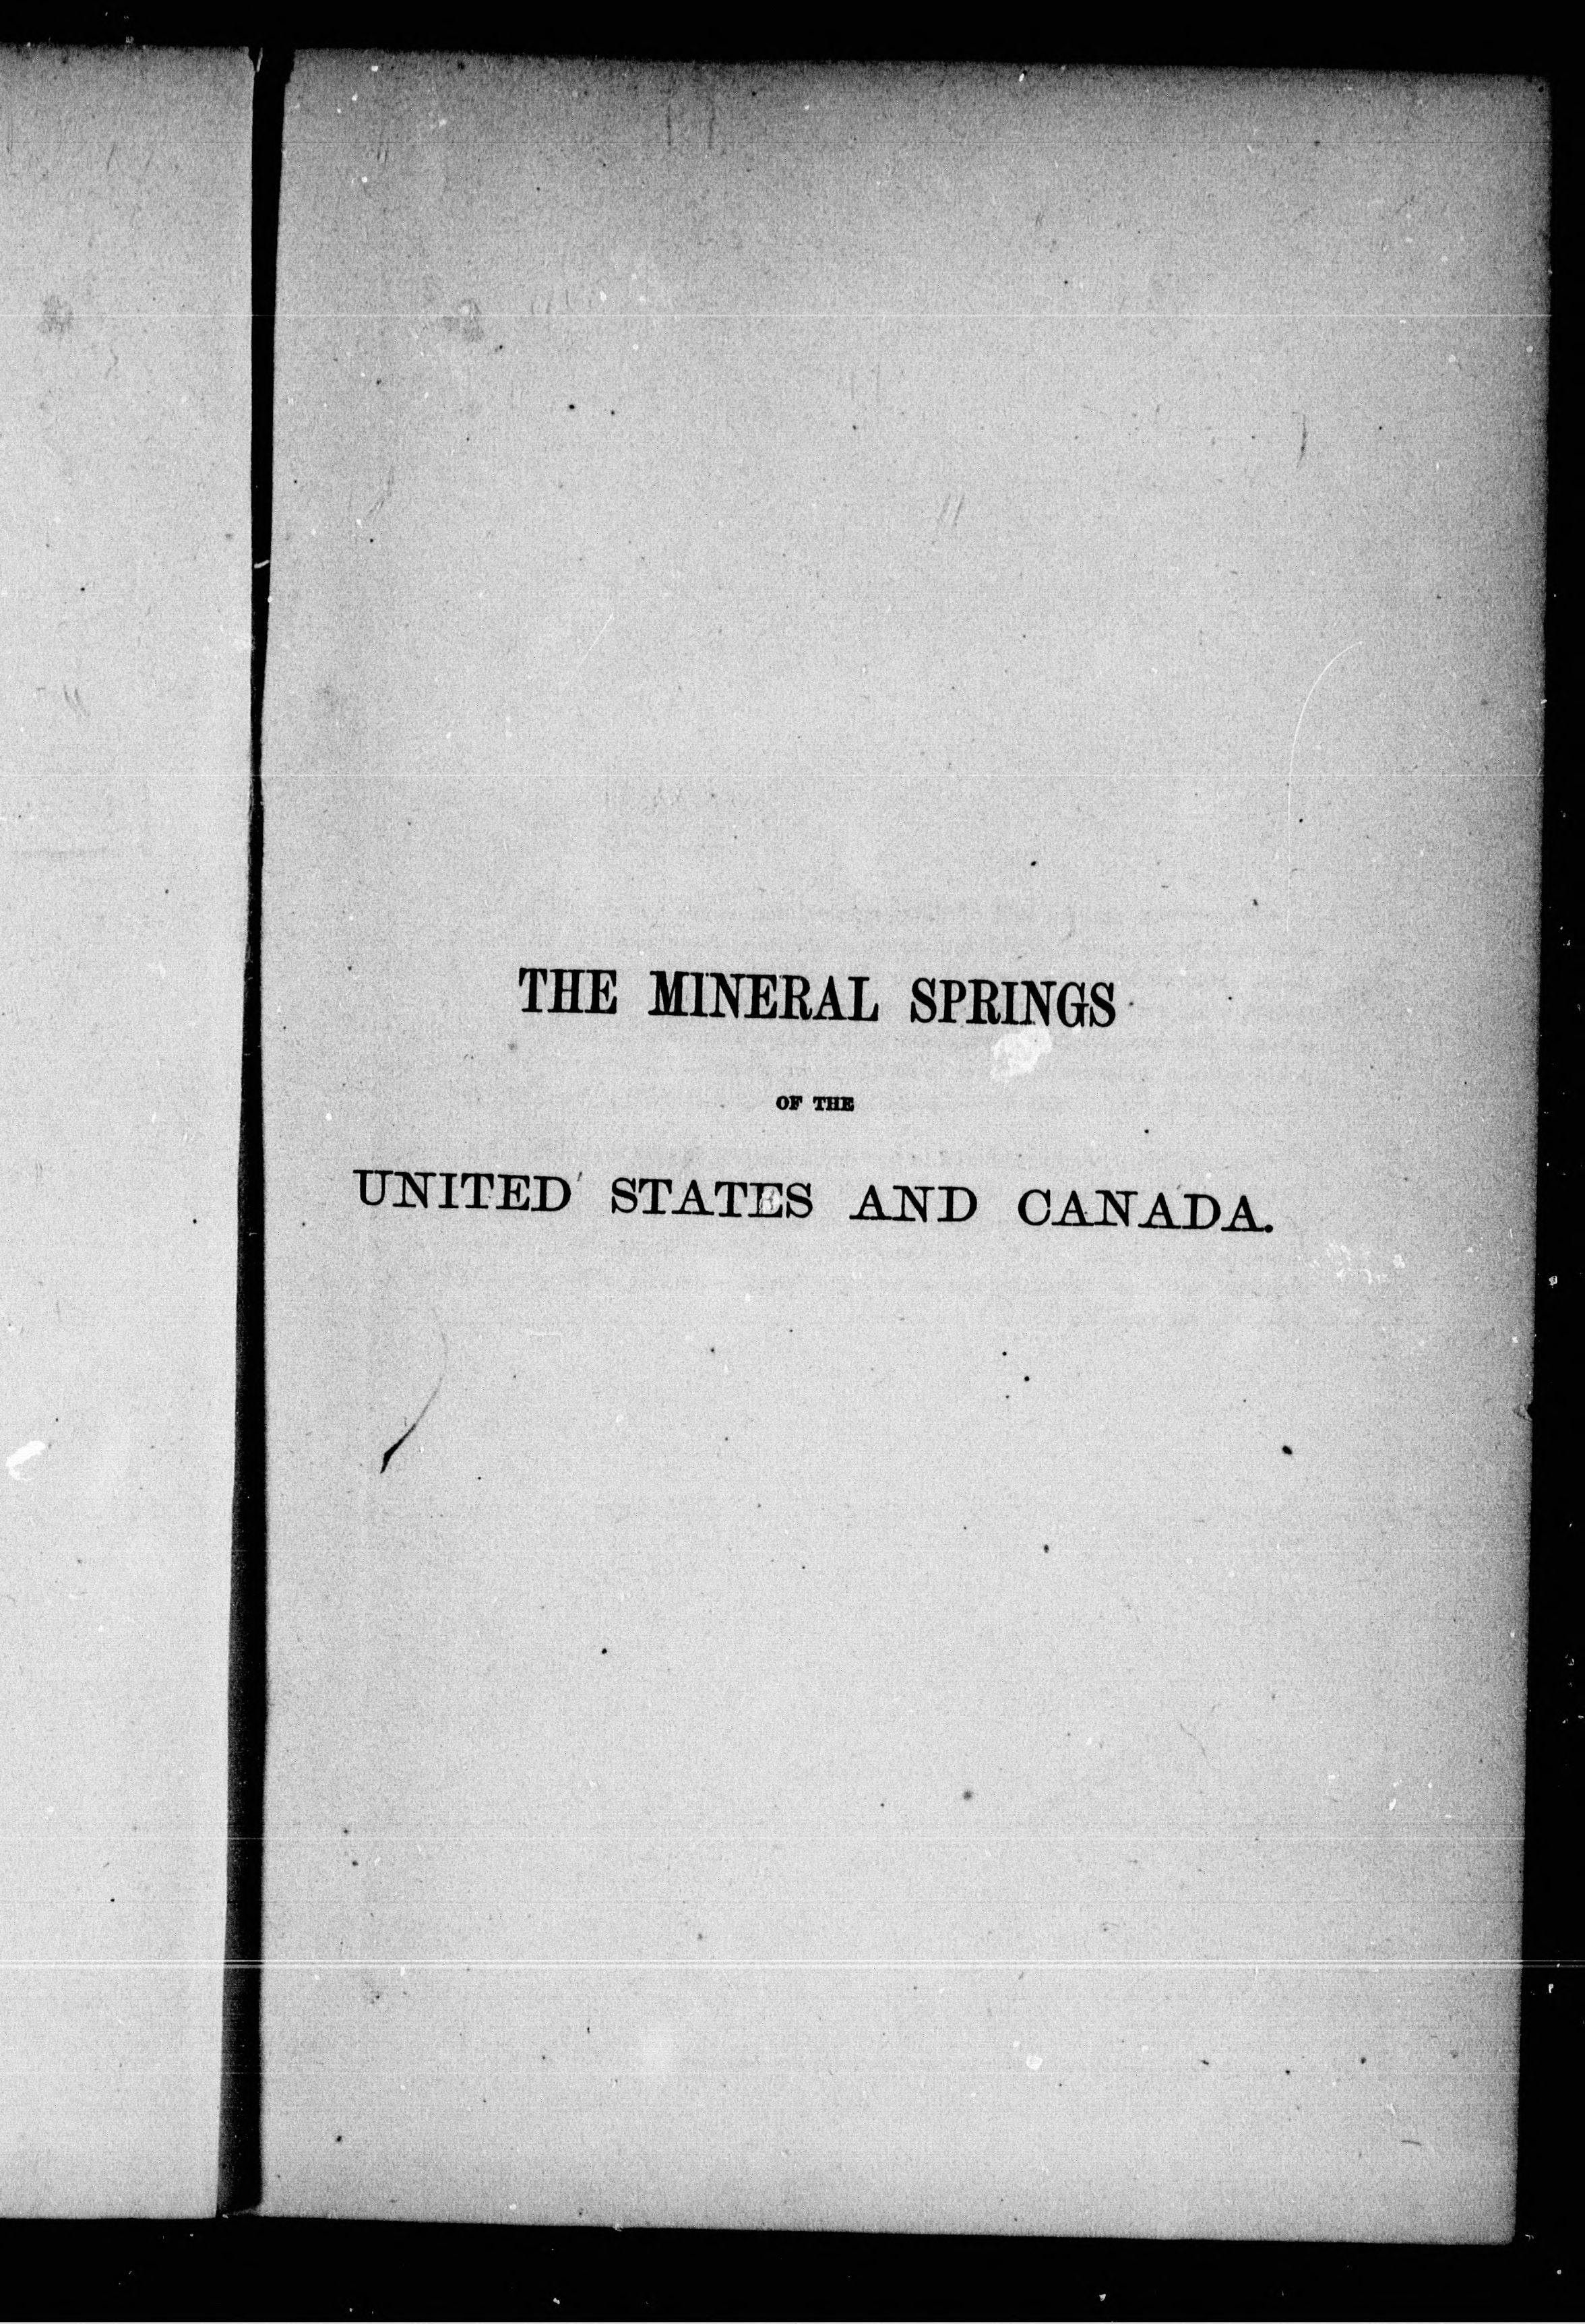 THE MINERAL SPRINGS
OF THE
UNITED STATES AND CANADA.